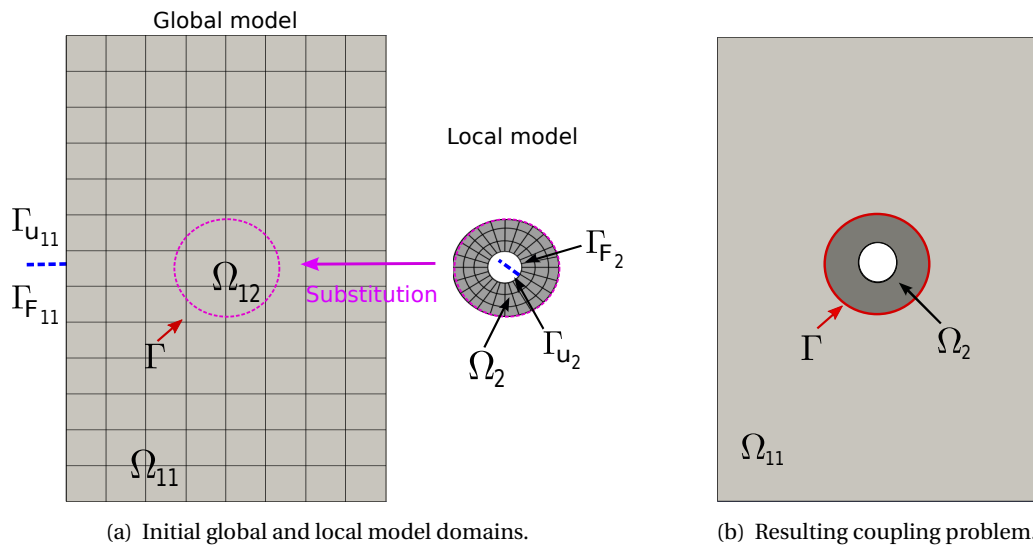 Global model
Local model
Γu11
ΓF11
Ω12
Substitution
Γ
Ω11
ΓF2
Γu2
Ω2
(a) Initial global and local model domains.
Γ
Ω2
Ω11
(b) Resulting coupling problem